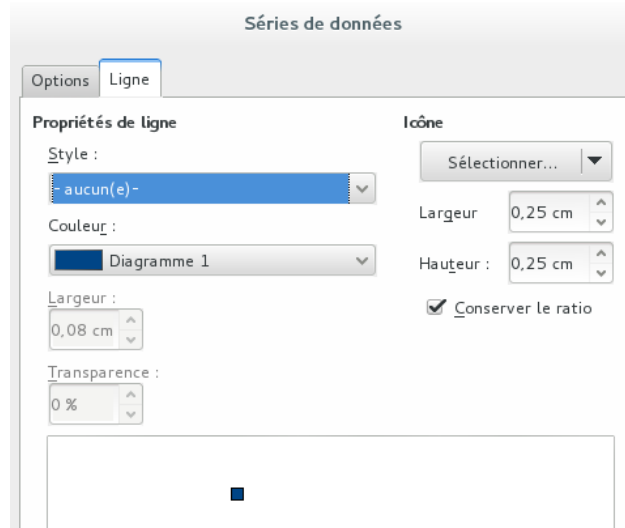 Séries de données
Options
Ligne
Propriétés de ligne
Style :
- aucun(e) -
Couleur :
Diagramme 1
Largeur :
0,08 cm
Transparence :
0 %
Icône
Sélectionner...
Largeur
0,25 cm
Hauteur :
0,25 cm
Conserver le ratio